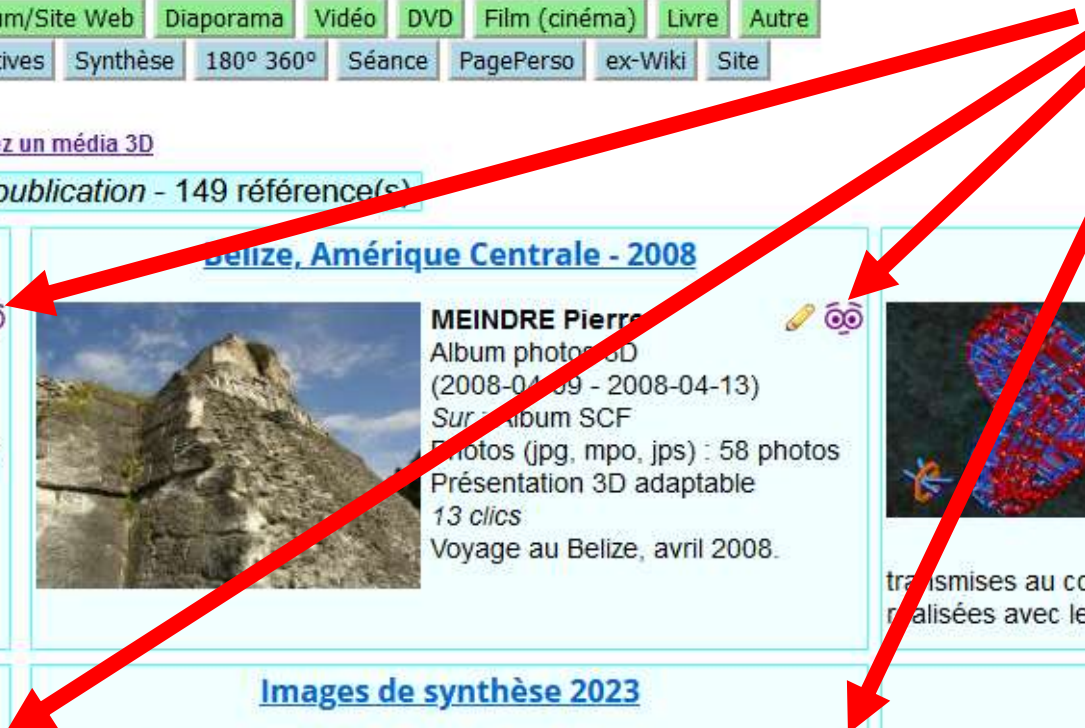 um/Site Web Diaporama Vidéo DVD Film (cinéma) Livre Autre
tives Synthèse 180° 360° Séance PagePerso ex-Wiki Site
ez un média 3D
publication - 149 référence(s)
Belize, Amérique Centrale - 2008
MEINDRE Pierre
Album photos 3D
(2008-04-09 - 2008-04-13)
Sur : Album SCF
Photos (jpg, mpo, jps) : 58 photos
Présentation 3D adaptable
13 clics
Voyage au Belize, avril 2008.
transmises au co
réalisées avec le
Images de synthèse 2023